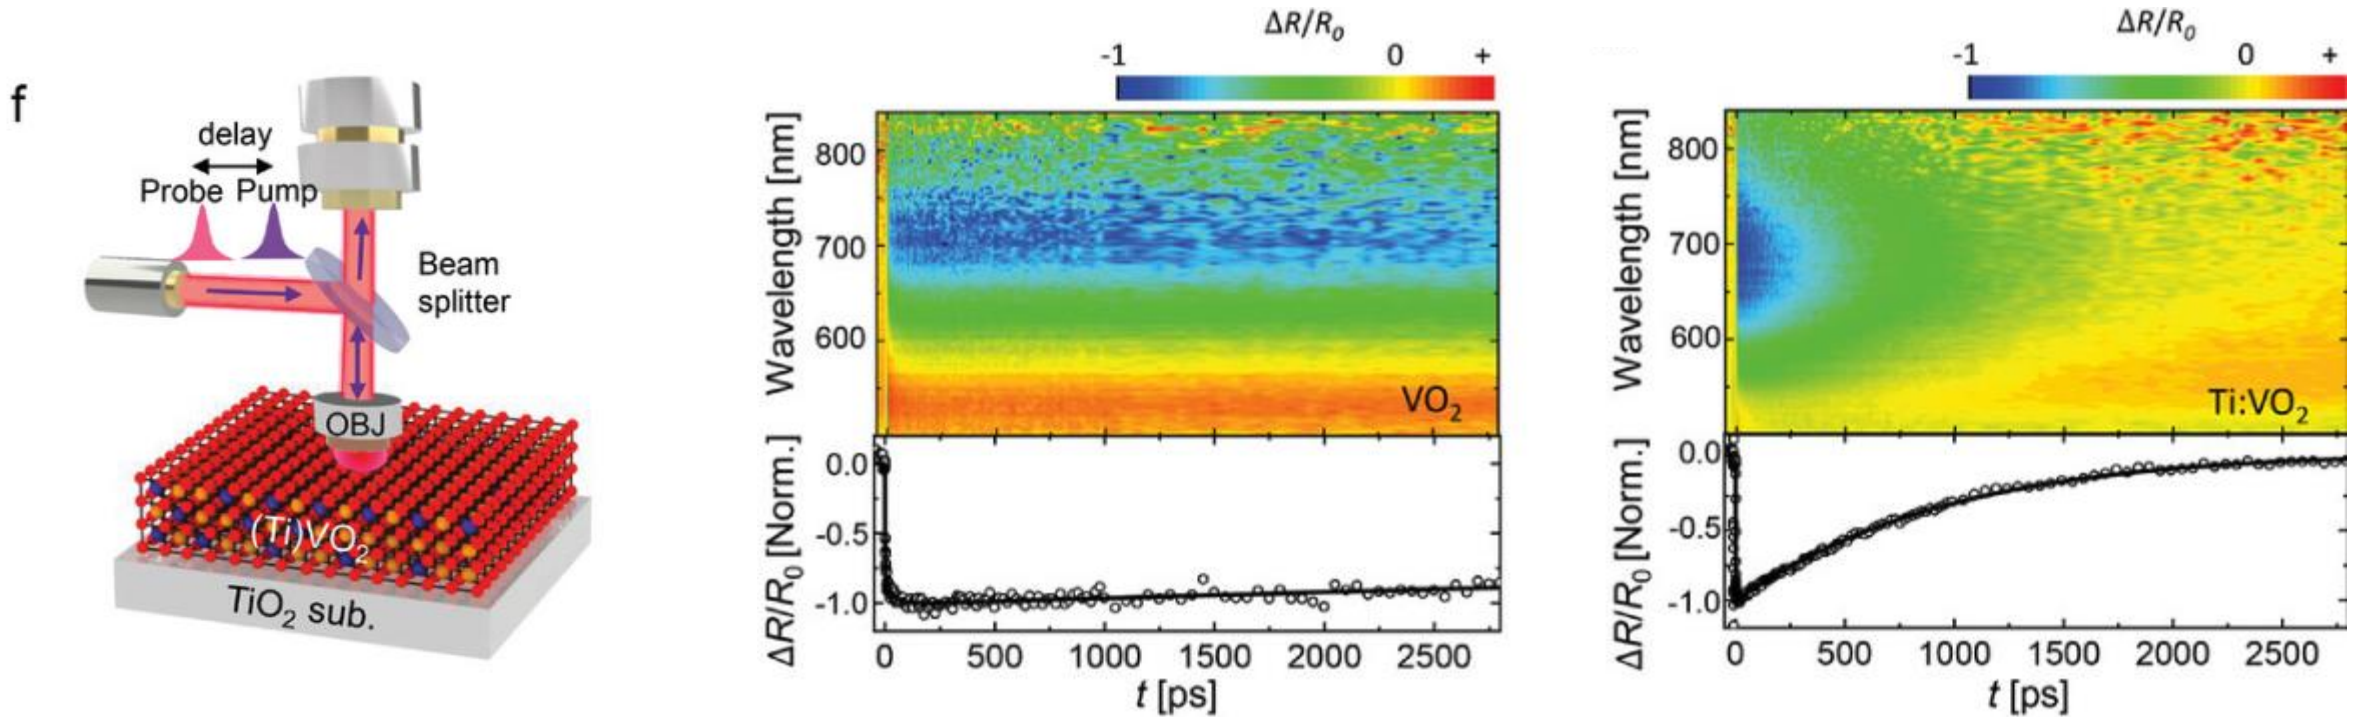 f
delay
Probe Pump
Beam
splitter
OBJ
(Ti)VO2
TiO2 sub.
ΔR/R0
-1 0 +
Wavelength [nm]
800
700
600
VO2
ΔR/R0 [Norm.]
0.0
-0.5
-1.0
0 500 1000 1500 2000 2500
t [ps]
ΔR/R0
-1 0 +
Wavelength [nm]
800
700
600
Ti:VO2
ΔR/R0 [Norm.]
0.0
-0.5
-1.0
0 500 1000 1500 2000 2500
t [ps]